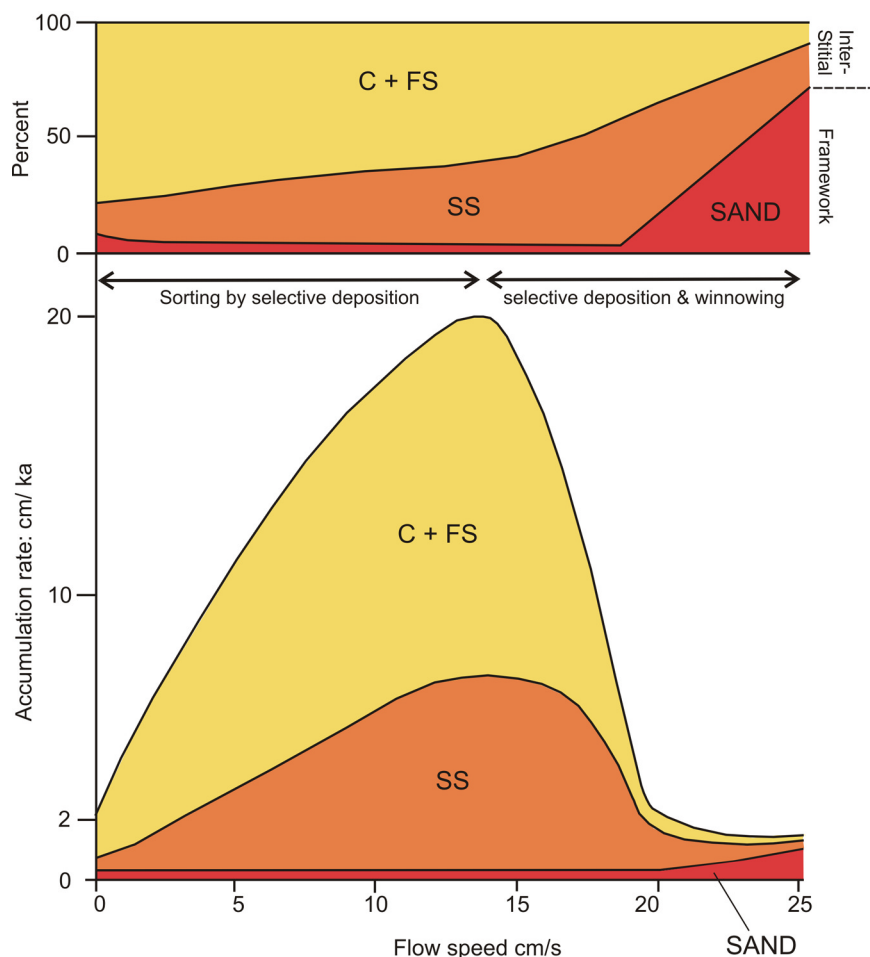 100
C + FS
Inter-
Stitial
Percent
50
Framework
SS
SAND
0
Sorting by selective deposition
selective deposition & winnowing
20
C + FS
Accumulation rate: cm/ ka
10
SS
2
0
0
5
10
15
20
25
Flow speed cm/s
SAND